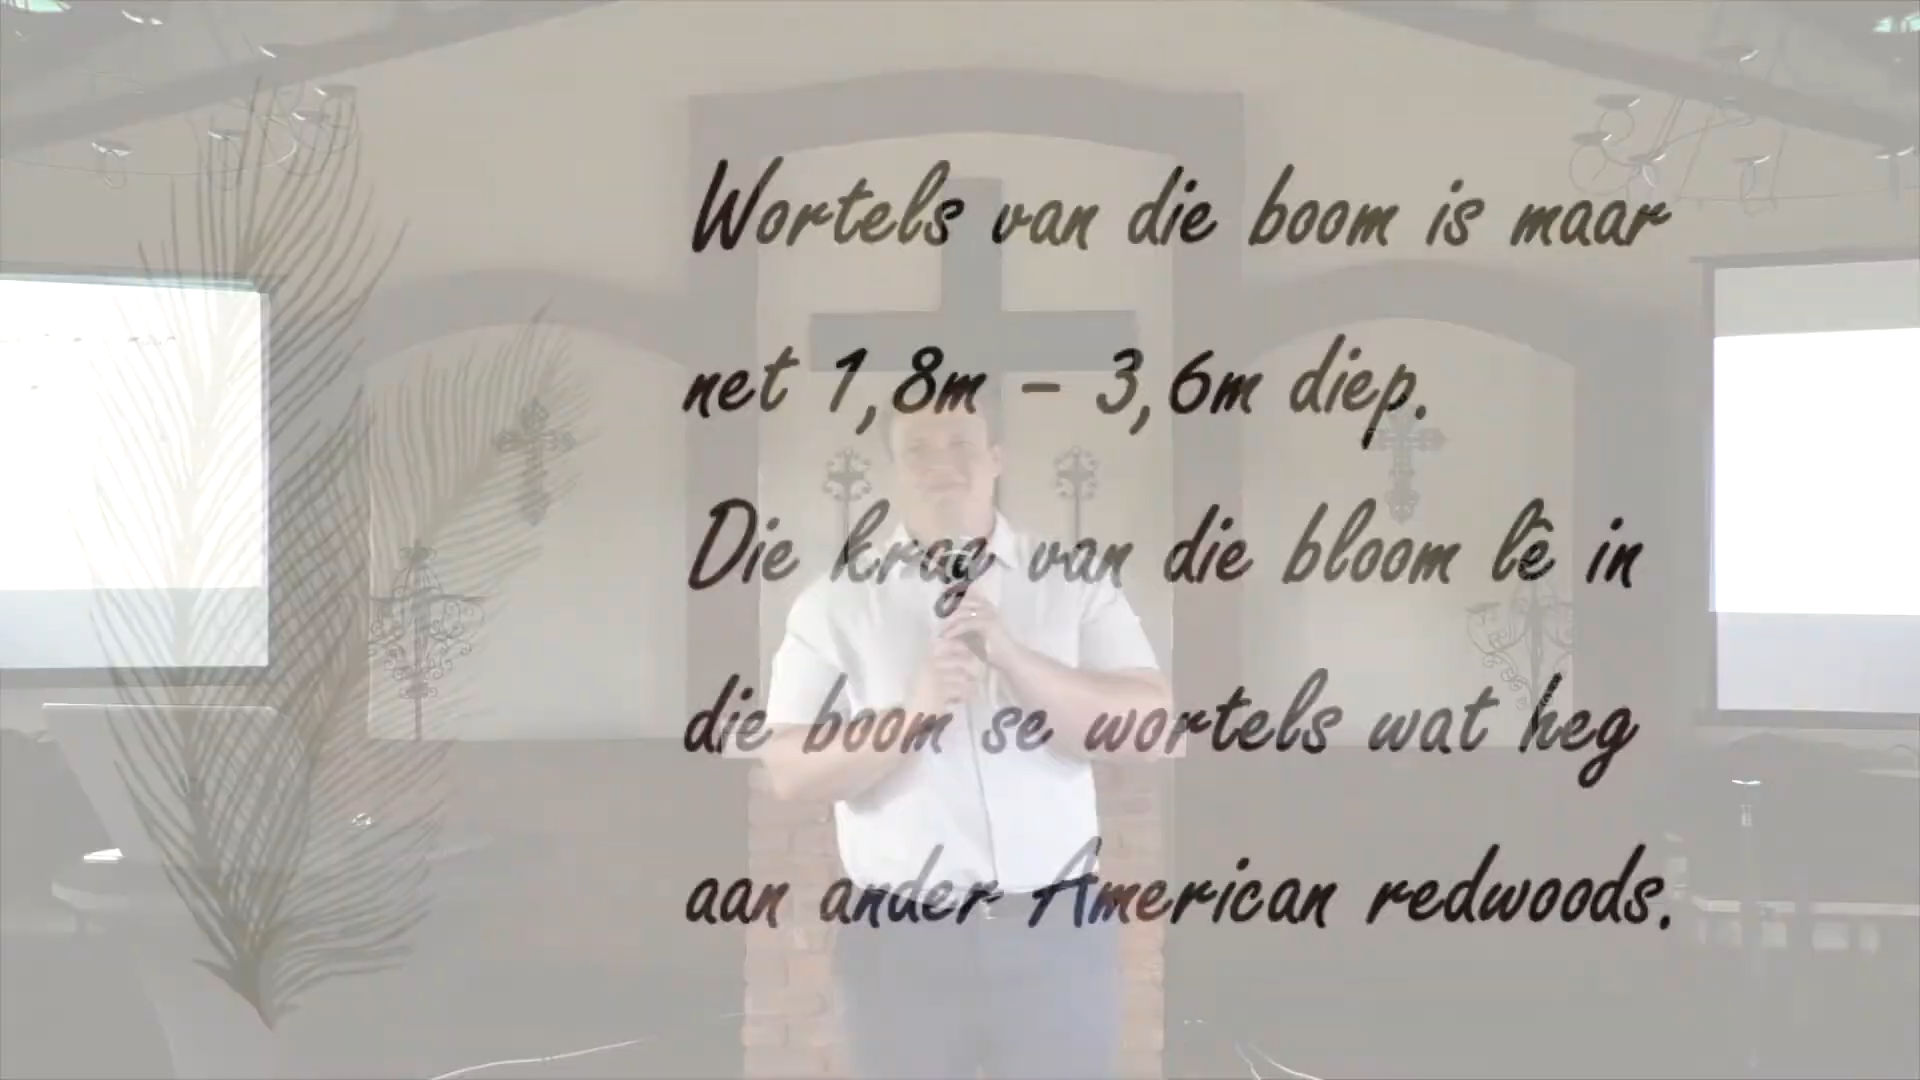 Wortels van die boom is maar
net 1,8m – 3,6m diep.
Die krag van die bloom lê in
die boom se wortels wat heg
aan ander American redwoods.